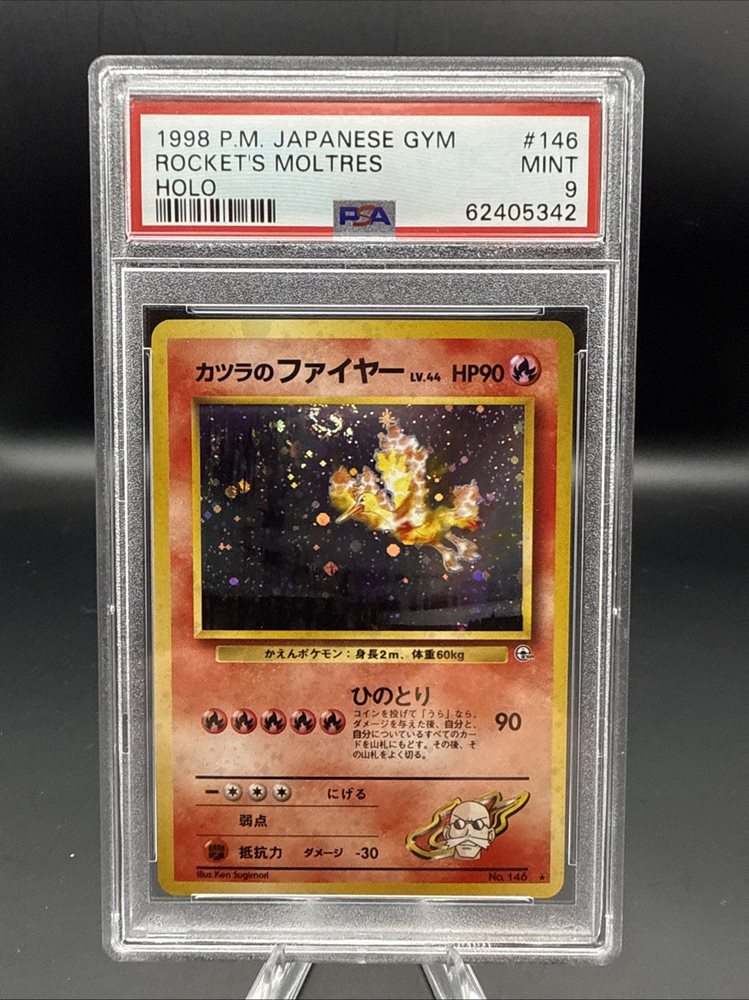 1998 P.M. JAPANESE GYM #146
ROCKET'S MOLTRES MINT
HOLO 9
PSA 62405342
カツラのファイヤー LV.44 HP90
かえんポケモン：身長2m、体重60kg
ひのとり
コインを投げて「うら」なら、
ダメージを与えた後、自分と、
自分についているすべてのカー
ドを山札にもどす。その後、そ
の山札をよく切る。
90
にげる
弱点
抵抗力 ダメージ -30
Illus.Ken Sugimori No. 146 ★